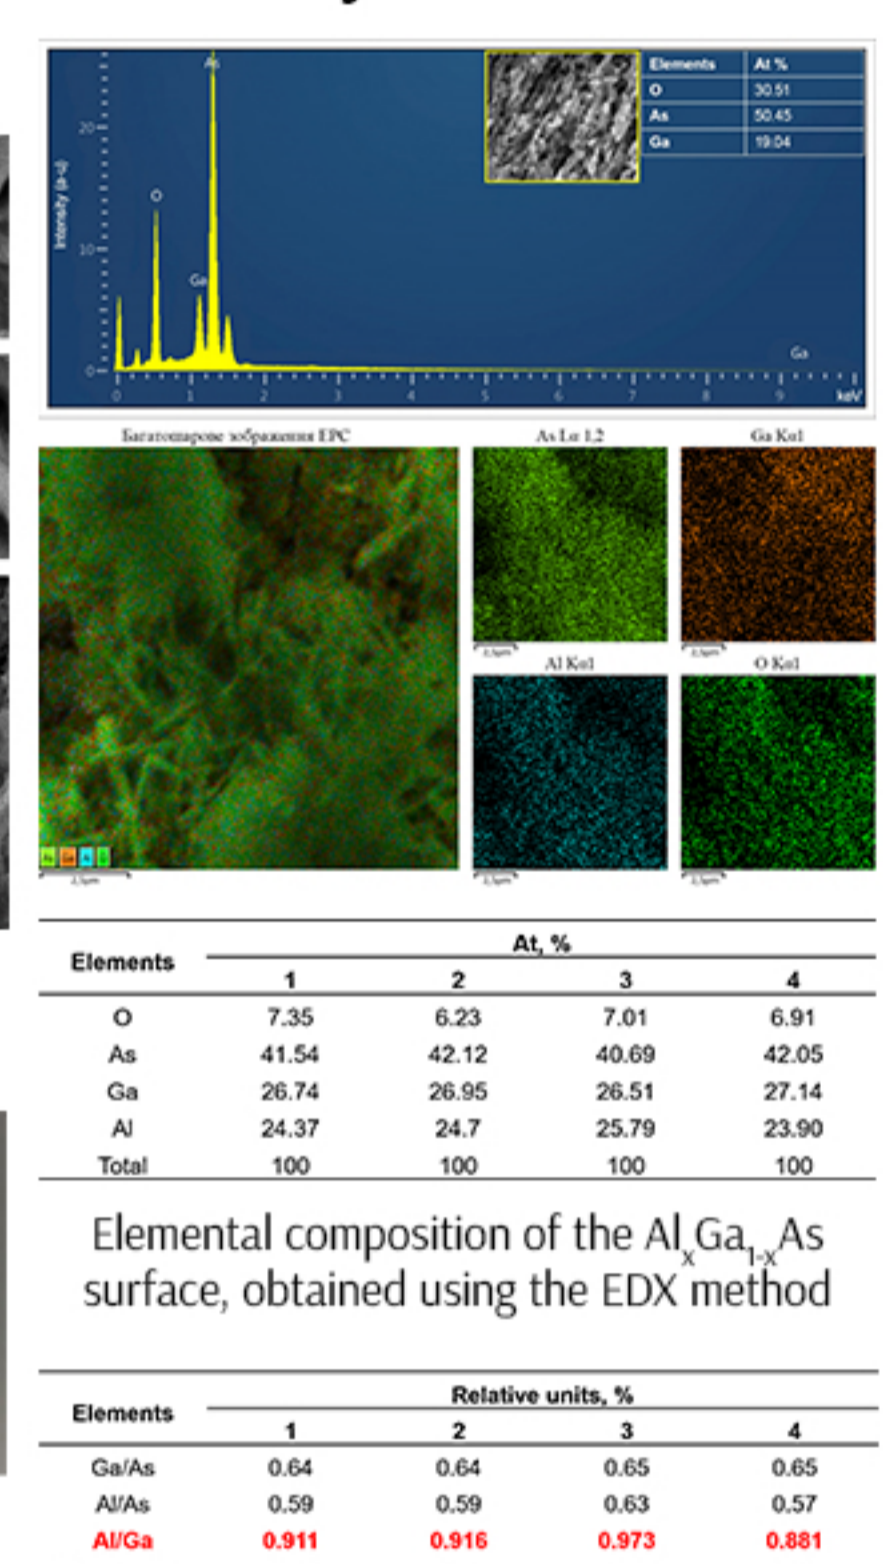 Elements At %
O 30.51
As 50.45
Ga 19.04
As
O
Ga
Ga
Intensity (a-u)
20
10
0
0 1 2 3 4 5 6 7 8 9 keV
Багатошарове зображення ЕРС
As Lα 1,2
Ga Kα1
Al Kα1
O Kα1
Elements At, %
1 2 3 4
O 7.35 6.23 7.01 6.91
As 41.54 42.12 40.69 42.05
Ga 26.74 26.95 26.51 27.14
Al 24.37 24.7 25.79 23.90
Total 100 100 100 100
Elemental composition of the AlxGa1-xAs
surface, obtained using the EDX method
Elements Relative units, %
1 2 3 4
Ga/As 0.64 0.64 0.65 0.65
Al/As 0.59 0.59 0.63 0.57
Al/Ga 0.911 0.916 0.973 0.881